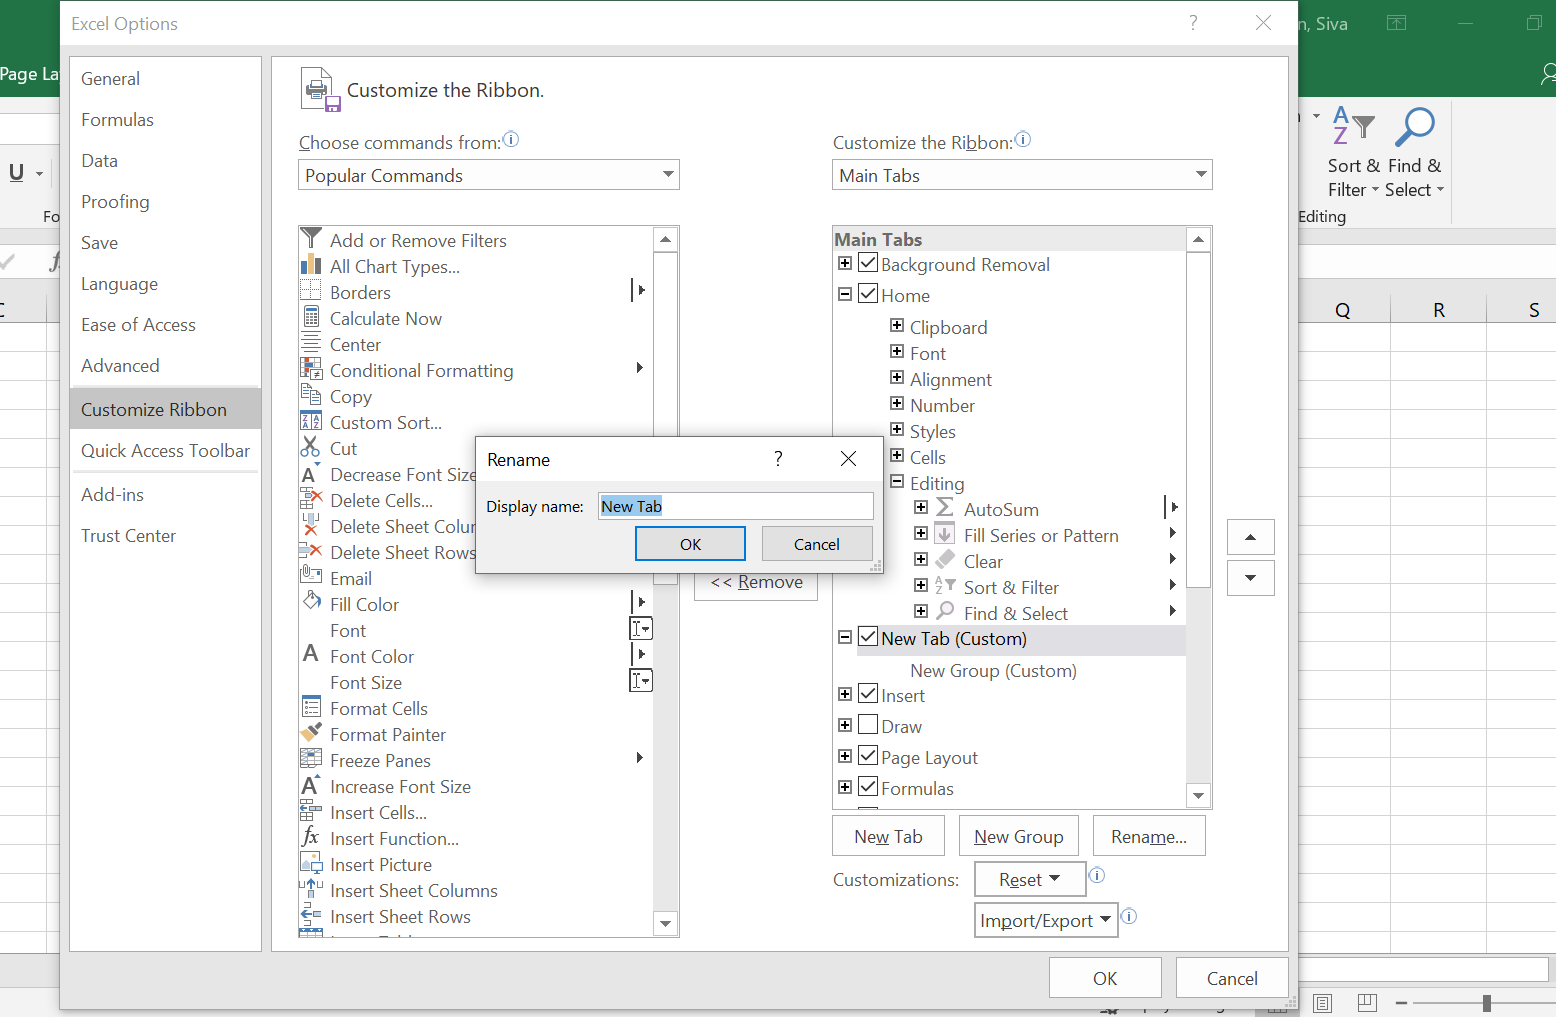 Excel Options
n, Siva
Page La
General
Formulas
Data
Proofing
Save
Language
Ease of Access
Advanced
Customize Ribbon
Quick Access Toolbar
Add-ins
Trust Center
Customize the Ribbon.
Choose commands from:
Popular Commands
Add or Remove Filters
All Chart Types...
Borders
Calculate Now
Center
Conditional Formatting
Copy
Custom Sort...
Cut
Decrease Font Size
Delete Cells...
Delete Sheet Colur
Delete Sheet Rows
Email
Fill Color
Font
Font Color
Font Size
Format Cells
Format Painter
Freeze Panes
Increase Font Size
Insert Cells...
Insert Function...
Insert Picture
Insert Sheet Columns
Insert Sheet Rows
Rename
?
Display name:
New Tab
OK
Cancel
<< Remove
Customize the Ribbon:
Main Tabs
Main Tabs
Background Removal
Home
Clipboard
Font
Alignment
Number
Styles
Cells
Editing
AutoSum
Fill Series or Pattern
Clear
Sort & Filter
Find & Select
New Tab (Custom)
New Group (Custom)
Insert
Draw
Page Layout
Formulas
New Tab
New Group
Rename...
Customizations:
Reset
Import/Export
OK
Cancel
Sort & Filter
Find & Select
Editing
U
Fo
Q
R
S